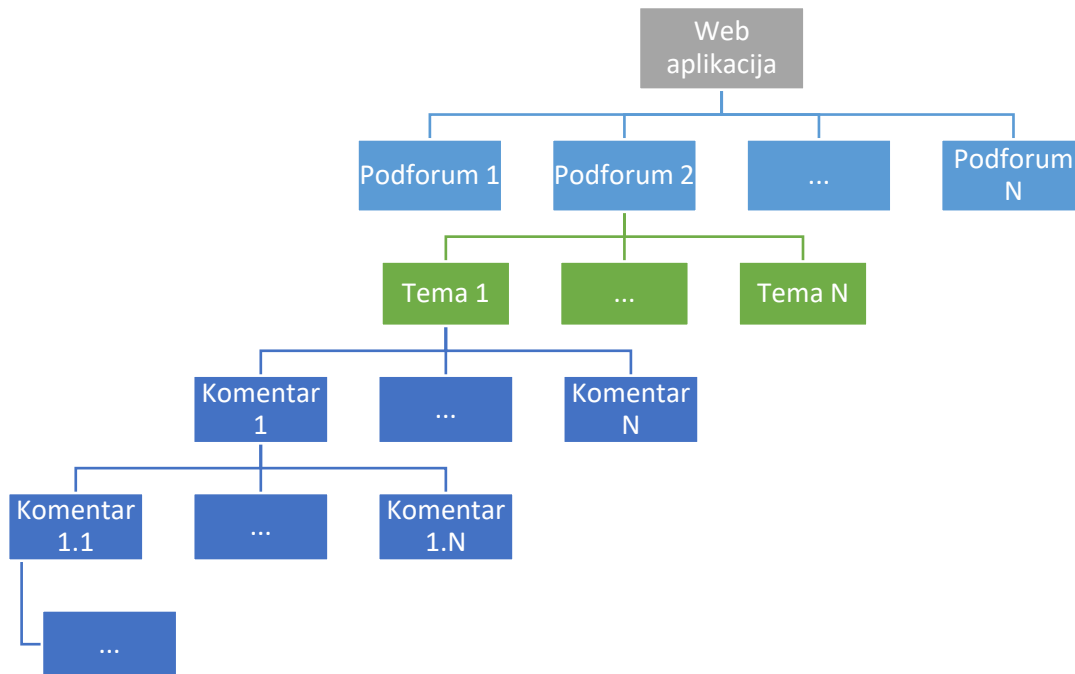 Web
aplikacija
Podforum 1
Podforum 2
...
Podforum
N
Tema 1
...
Tema N
Komentar
1
...
Komentar
N
Komentar
1.1
...
Komentar
1.N
...